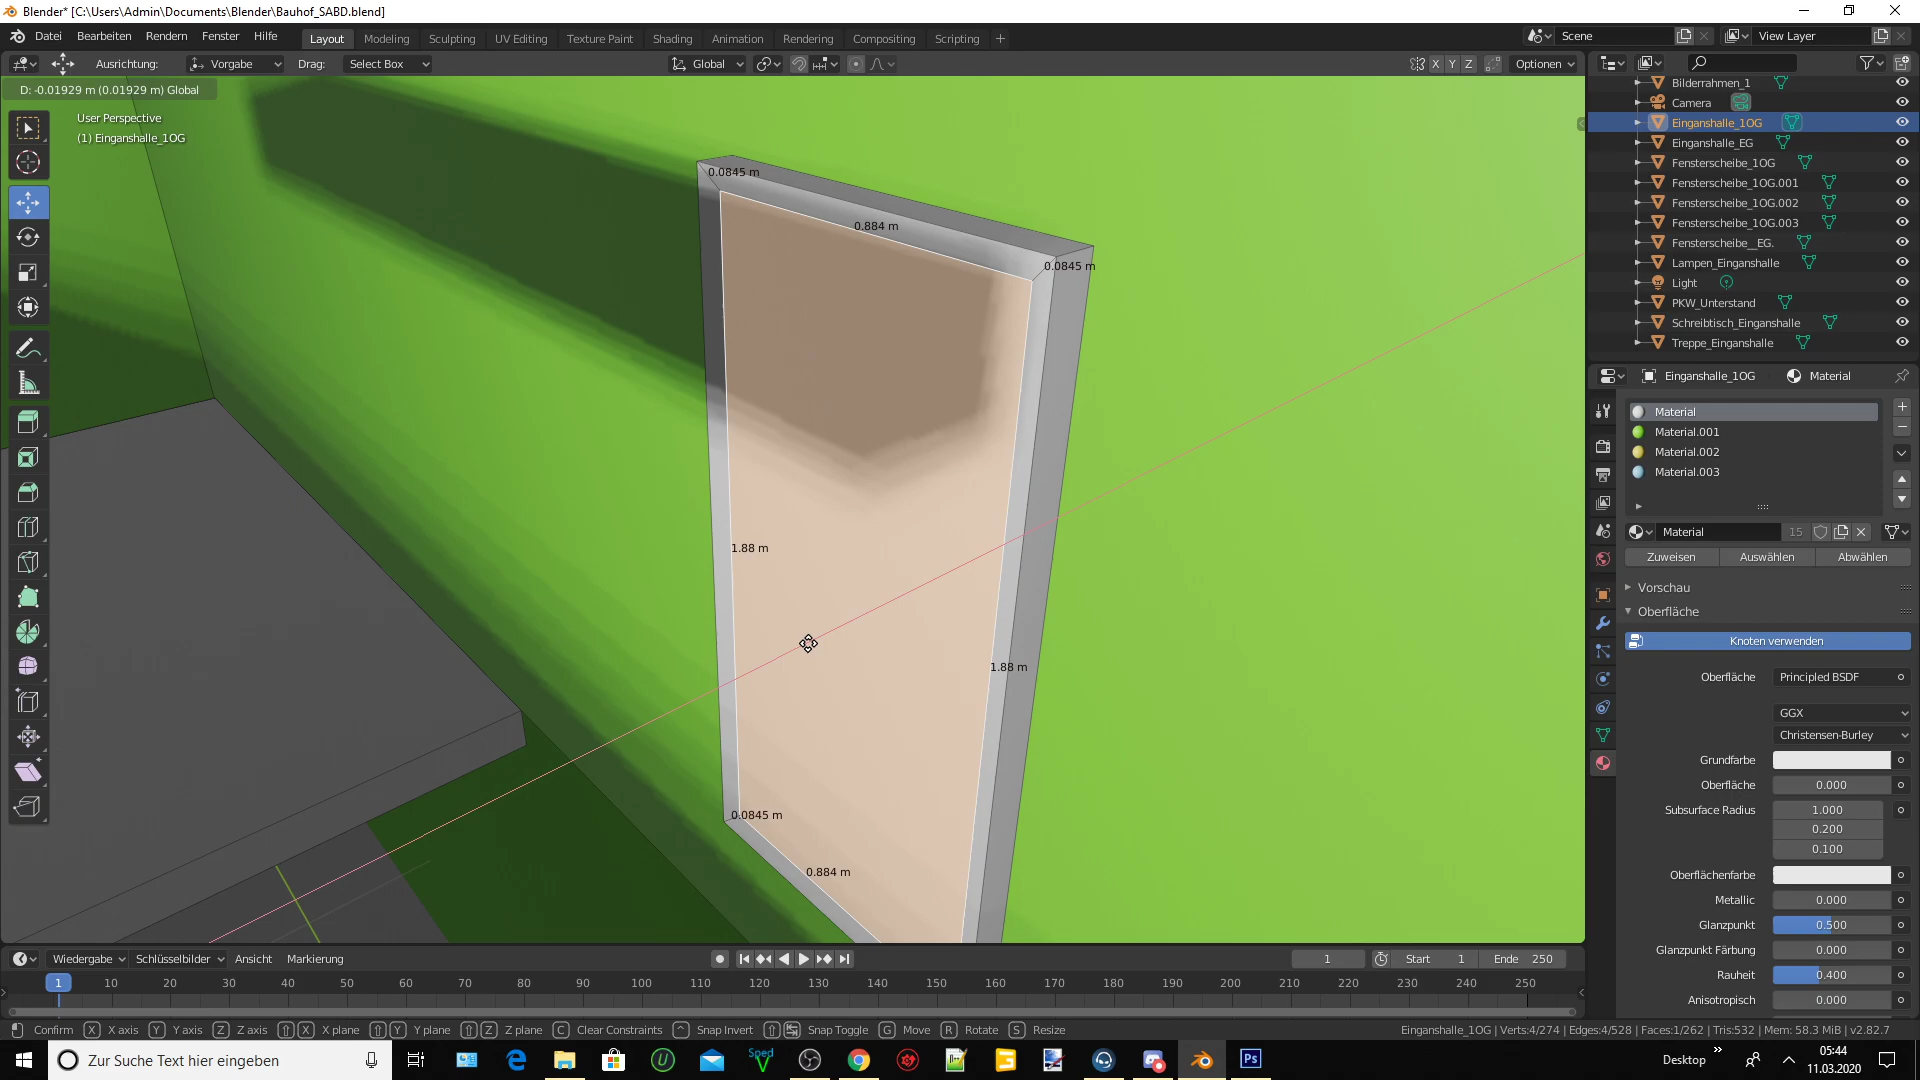 Blender* [C:\Users\Admin\Documents\Blender\Bauhof_SABD.blend]
Datei Bearbeiten Rendern Fenster Hilfe Layout Modeling Sculpting UV Editing Texture Paint Shading Animation Rendering Compositing Scripting + Scene View Layer
Ausrichtung: Vorgabe Drag: Select Box Global X Y Z Optionen
D: -0.01929 m (0.01929 m) Global
User Perspective
(1) Einganshalle_1OG
0.0845 m
0.884 m
0.0845 m
1.88 m
1.88 m
0.0845 m
0.884 m
Bilderrahmen_1
Camera
Einganshalle_1OG
Einganshalle_EG
Fensterscheibe_1OG
Fensterscheibe_1OG.001
Fensterscheibe_1OG.002
Fensterscheibe_1OG.003
Fensterscheibe__EG.
Lampen_Einganshalle
Light
PKW_Unterstand
Schreibtisch_Einganshalle
Treppe_Einganshalle
Einganshalle_1OG Material
Material
Material.001
Material.002
Material.003
Material 15
Zuweisen Auswählen Abwählen
Vorschau
Oberfläche
Knoten verwenden
Oberfläche Principled BSDF
GGX
Christensen-Burley
Grundfarbe
Oberfläche 0.000
Subsurface Radius 1.000
0.200
0.100
Oberflächenfarbe
Metallic 0.000
Glanzpunkt 0.500
Glanzpunkt Färbung 0.000
Rauheit 0.400
Anisotropisch 0.000
Wiedergabe Schlüsselbilder Ansicht Markierung 1 Start 1 Ende 250
1 10 20 30 40 50 60 70 80 90 100 110 120 130 140 150 160 170 180 190 200 210 220 230 240 250
Confirm X X axis Y Y axis Z Z axis X X plane Y Y plane Z Z plane C Clear Constraints ^ Snap Invert Snap Toggle G Move R Rotate S Resize Einganshalle_1OG | Verts:4/274 | Edges:4/528 | Faces:1/262 | Tris:532 | Mem: 58.3 MiB | v2.82.7
Zur Suche Text hier eingeben Sped V Ps Desktop 05:44
11.03.2020